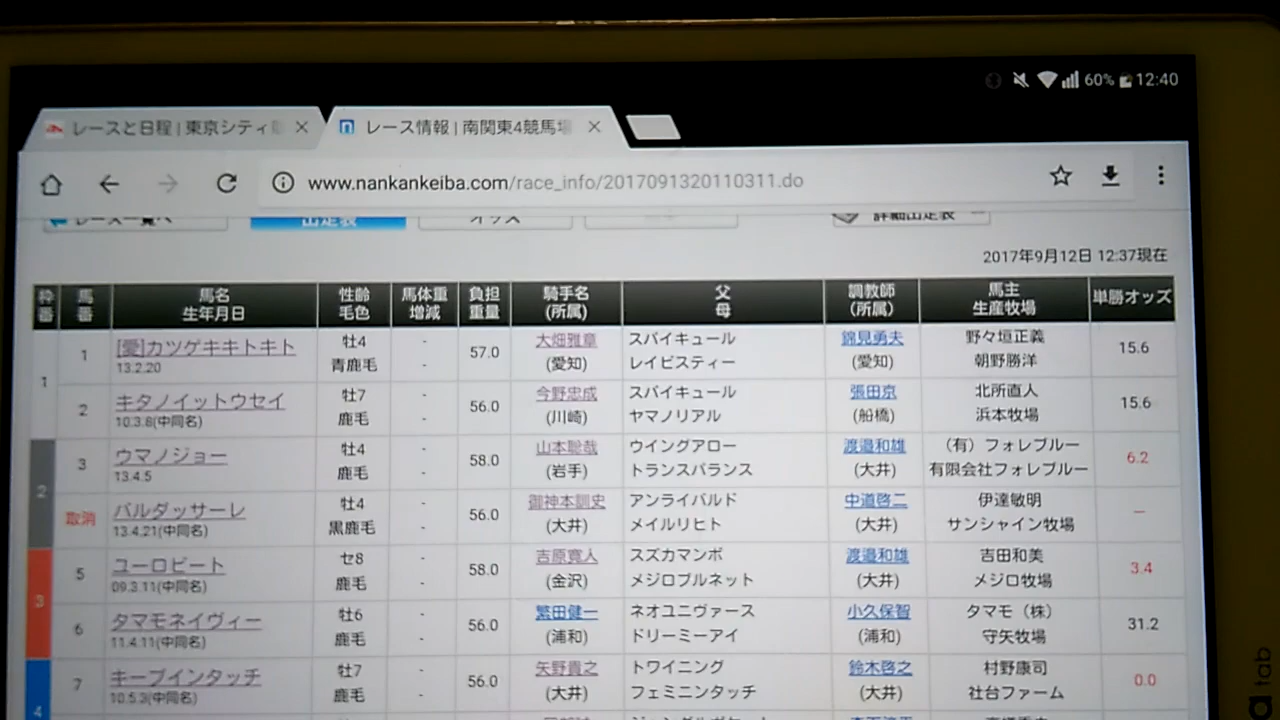 60% 12:40
レースと日程 | 東京シティ
レース情報 | 南関東4競馬場
www.nankankeiba.com/race_info/2017091320110311.do
レース一覧へ 出走表 オッズ 詳細出走表
2017年9月12日 12:37現在
枠番 馬番 馬名 生年月日 性齢 毛色 馬体重 増減 負担 重量 騎手名 (所属) 父 母 調教師 (所属) 馬主 生産牧場 単勝オッズ
1 1 [愛]カツゲキキトキト 牡4 - 57.0 大畑雅章 スパイキュール 錦見勇夫 野々垣正義 15.6
13.2.20 青鹿毛 - (愛知) レイビスティー (愛知) 朝野勝洋
2 キタノイットウセイ 牡7 - 56.0 今野忠成 スパイキュール 張田京 北所直人 15.6
10.3.8(中同名) 鹿毛 - (川崎) ヤマノリアル (船橋) 浜本牧場
2 3 ウマノジョー 牡4 - 58.0 山本聡哉 ウイングアロー 渡邉和雄 (有)フォレブルー 6.2
13.4.5 鹿毛 - (岩手) トランスパランス (大井) 有限会社フォレブルー
取消 バルダッサーレ 牡4 - 56.0 御神本訓史 アンライバルド 中道啓二 伊達敏明 -
13.4.21(中同名) 黒鹿毛 - (大井) メイルリヒト (大井) サンシャイン牧場
3 5 ユーロビート セ8 - 58.0 吉原寛人 スズカマンボ 渡邉和雄 吉田和美 3.4
09.3.11(中同名) 鹿毛 - (金沢) メジロブルネット (大井) メジロ牧場
6 タマモネイヴィー 牡6 - 56.0 繁田健一 ネオユニヴァース 小久保智 タマモ(株) 31.2
11.4.11(中同名) 鹿毛 - (浦和) ドリーミーアイ (浦和) 守矢牧場
4 7 キープインタッチ 牡7 - 56.0 矢野貴之 トワイニング 鈴木啓之 村野康司 0.0
10.5.3(中同名) 鹿毛 - (大井) フェミニンタッチ (大井) 社台ファーム
a tab